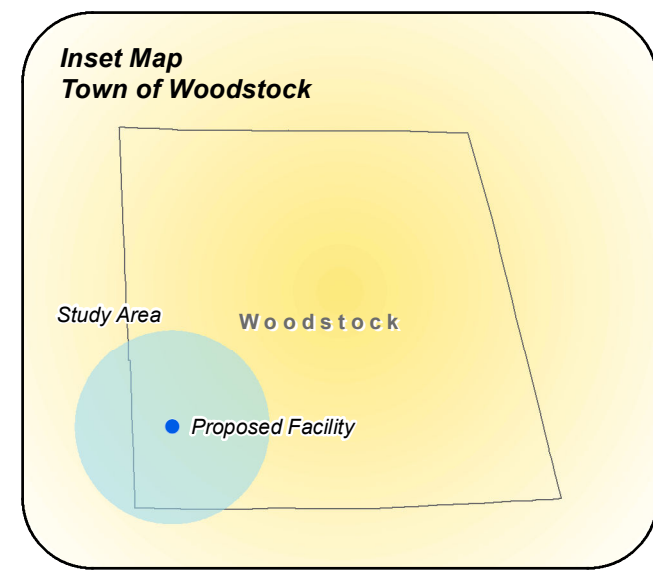 Inset Map
Town of Woodstock
Study Area
Woodstock
Proposed Facility